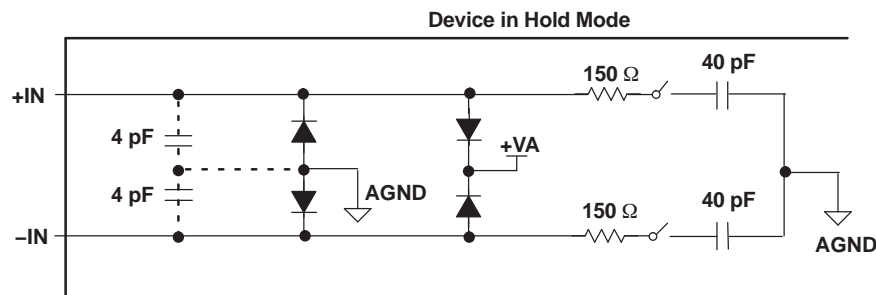 Device in Hold Mode
150 Ω
40 pF
+IN
4 pF
+VA
4 pF
AGND
150 Ω
40 pF
−IN
AGND